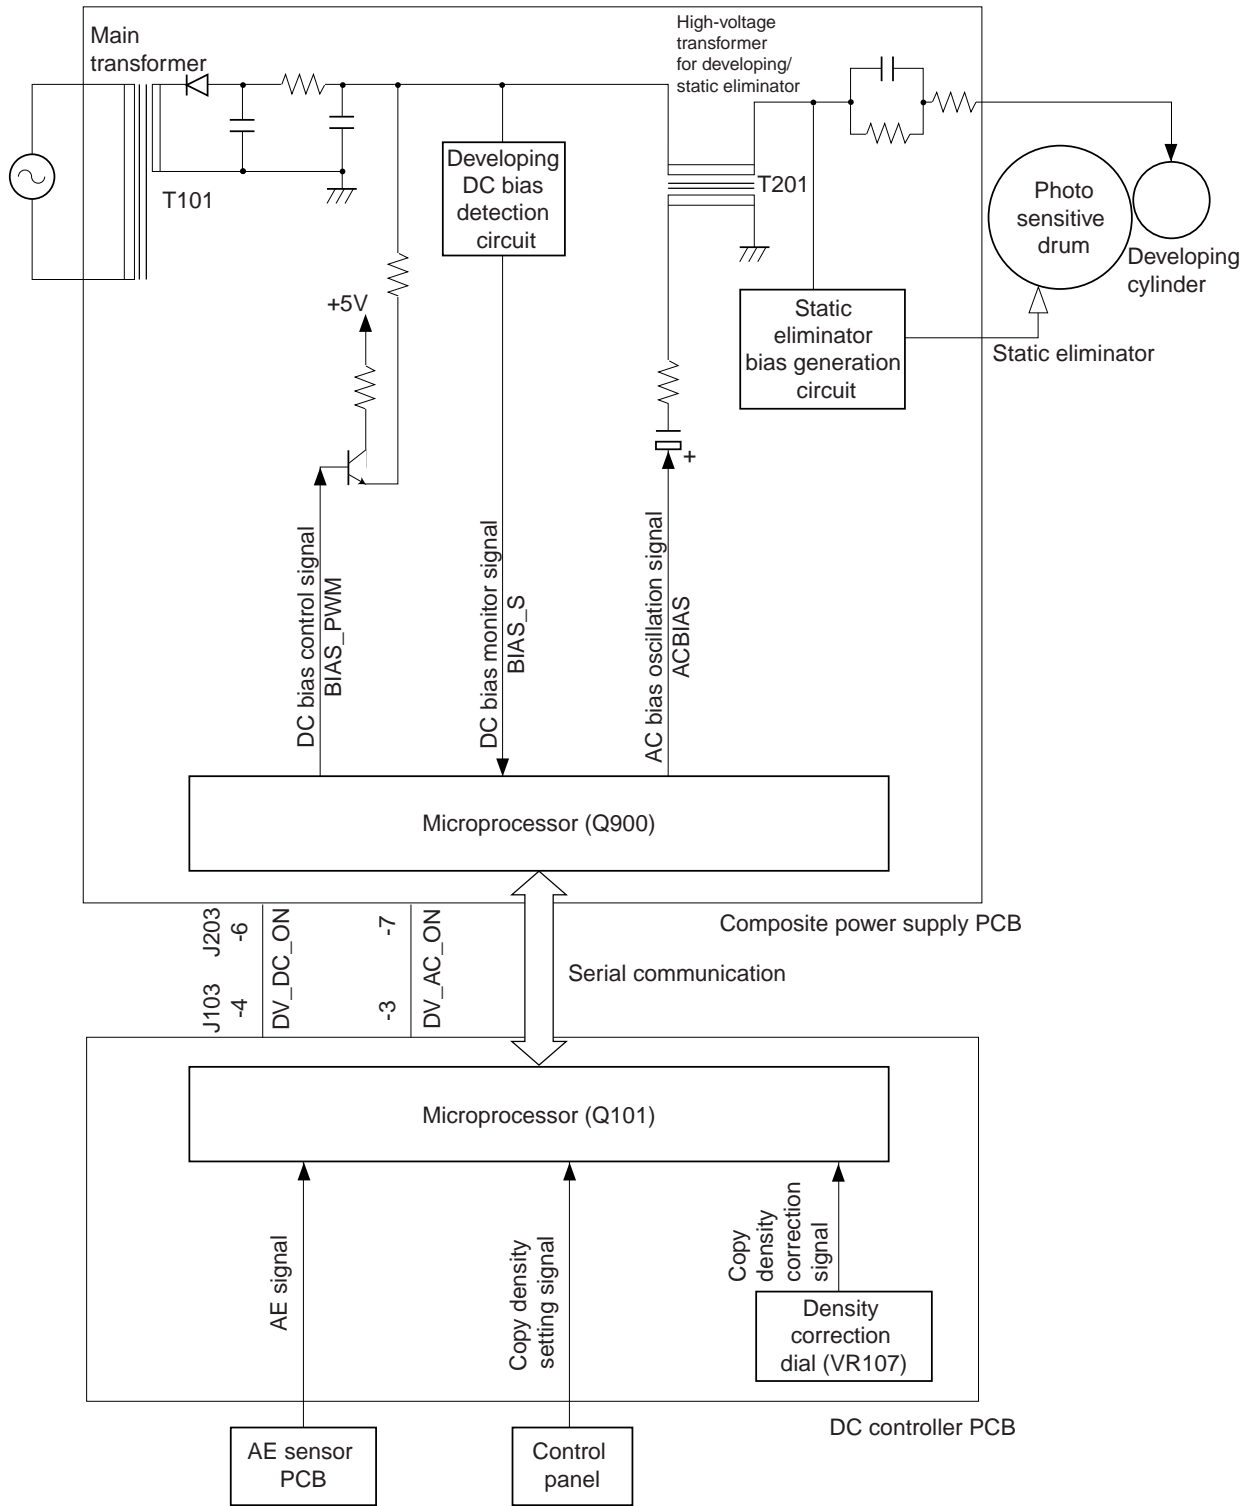 Main
transformer
High-voltage
transformer
for developing/
static eliminator
T101
Developing
DC bias
detection
circuit
T201
Photo
sensitive
drum
Developing
cylinder
+5V
Static
eliminator
bias generation
circuit
Static eliminator
+
DC bias control signal
BIAS_PWM
DC bias monitor signal
BIAS_S
AC bias oscillation signal
ACBIAS
Microprocessor (Q900)
Composite power supply PCB
J203
-6
-7
J103
-4
-3
DV_DC_ON
DV_AC_ON
Serial communication
Microprocessor (Q101)
AE signal
Copy density
setting signal
Copy
density
correction
signal
Density
correction
dial (VR107)
DC controller PCB
AE sensor
PCB
Control
panel